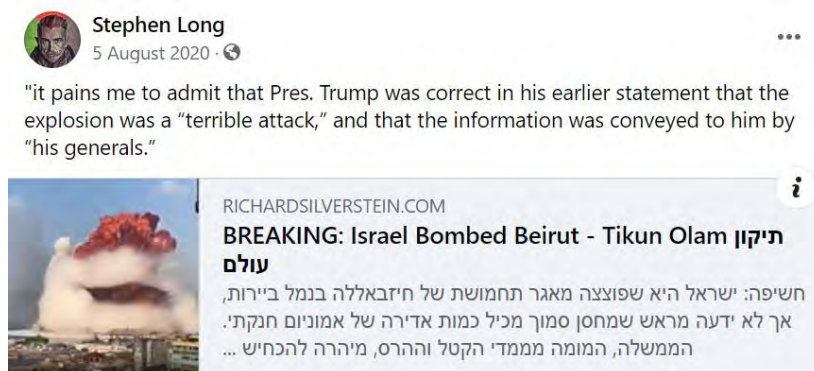 Stephen Long
5 August 2020 ·
"it pains me to admit that Pres. Trump was correct in his earlier statement that the
explosion was a “terrible attack,” and that the information was conveyed to him by
“his generals.”
RICHARDSILVERSTEIN.COM
BREAKING: Israel Bombed Beirut - Tikun Olam תיקון
עולם
חשיפה: ישראל היא שפוצצה מאגר תחמושת של חיזבאללה בנמל ביירות,
אך לא ידעה מראש שמחסן סמוך מכיל כמות אדירה של אמוניום חנקתי.
הממשלה, המומה מממדי הקטל וההרס, מיהרה להכחיש ...